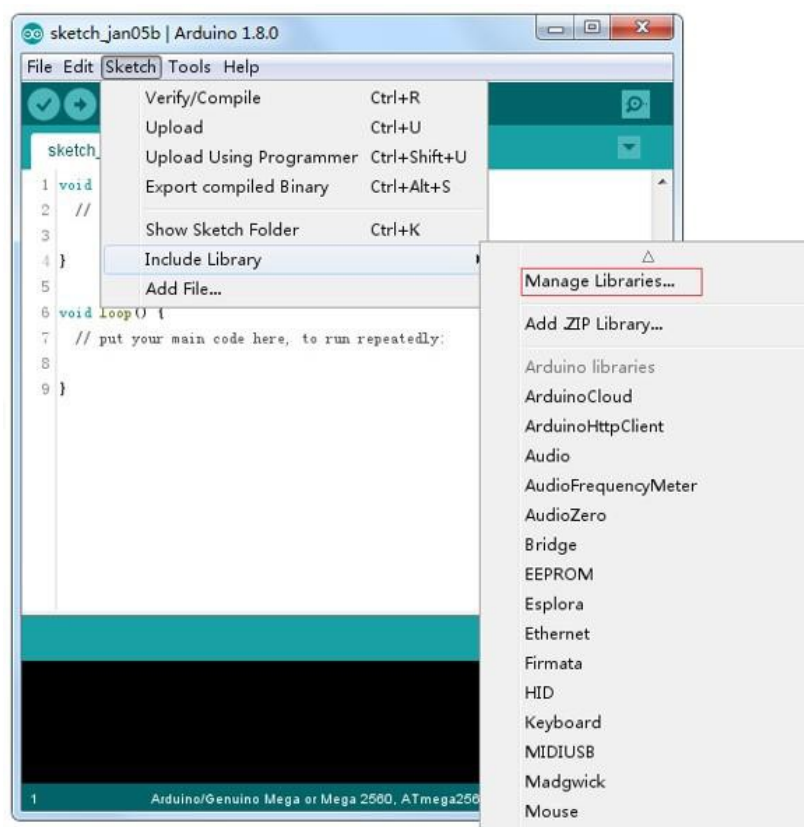 sketch_jan05b | Arduino 1.8.0
File Edit Sketch Tools Help
Verify/Compile Ctrl+R
Upload Ctrl+U
Upload Using Programmer Ctrl+Shift+U
Export compiled Binary Ctrl+Alt+S
Show Sketch Folder Ctrl+K
Include Library
Add File...
sketch_
1 void
2 //
3
4 }
5
6 void loop() {
7 // put your main code here, to run repeatedly:
8
9 }
Manage Libraries...
Add .ZIP Library...
Arduino libraries
ArduinoCloud
ArduinoHttpClient
Audio
AudioFrequencyMeter
AudioZero
Bridge
EEPROM
Esplora
Ethernet
Firmata
HID
Keyboard
MIDIUSB
Madgwick
Mouse
1 Arduino/Genuino Mega or Mega 2560, ATmega256